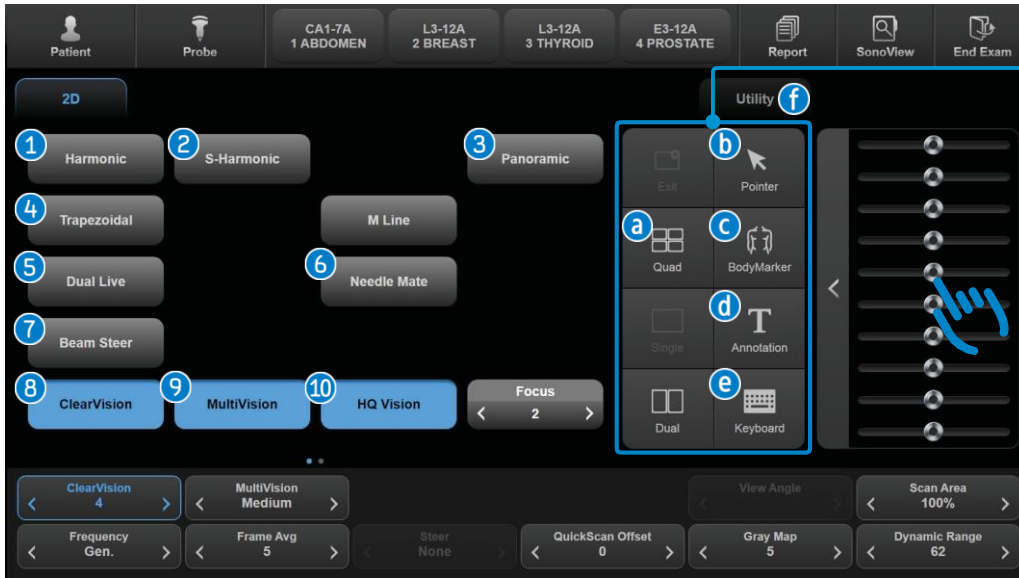 CA1-7A
1 ABDOMEN
L3-12A
2 BREAST
L3-12A
3 THYROID
E3-12A
4 PROSTATE
Patient
Probe
Report
SonoView
End Exam
2D
Utility
f
1
Harmonic
2
S-Harmonic
3
Panoramic
Exit
b
Pointer
4
Trapezoidal
M Line
a
Quad
c
BodyMarker
5
Dual Live
6
Needle Mate
7
Beam Steer
Single
d
T
Annotation
8
ClearVision
9
MultiVision
10
HQ Vision
Focus
2
Dual
e
Keyboard
ClearVision
4
MultiVision
Medium
View Angle
Scan Area
100%
Frequency
Gen.
Frame Avg
5
Steer
None
QuickScan Offset
0
Gray Map
5
Dynamic Range
62